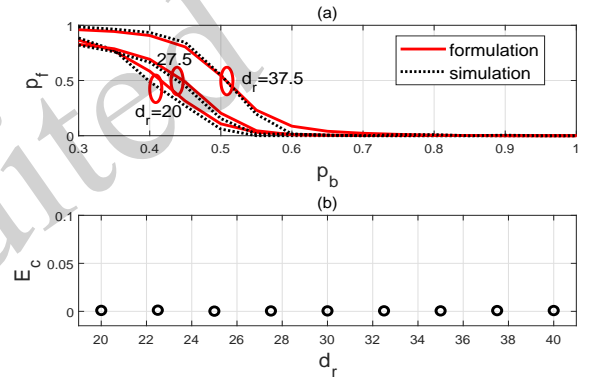 (a)
1
0.5
0
p_f
27.5
d_r=37.5
d_r=20
formulation
simulation
0.3 0.4 0.5 0.6 0.7 0.8 0.9 1
p_b
(b)
0.1
0.05
0
E_c
20 22 24 26 28 30 32 34 36 38 40
d_r
ited